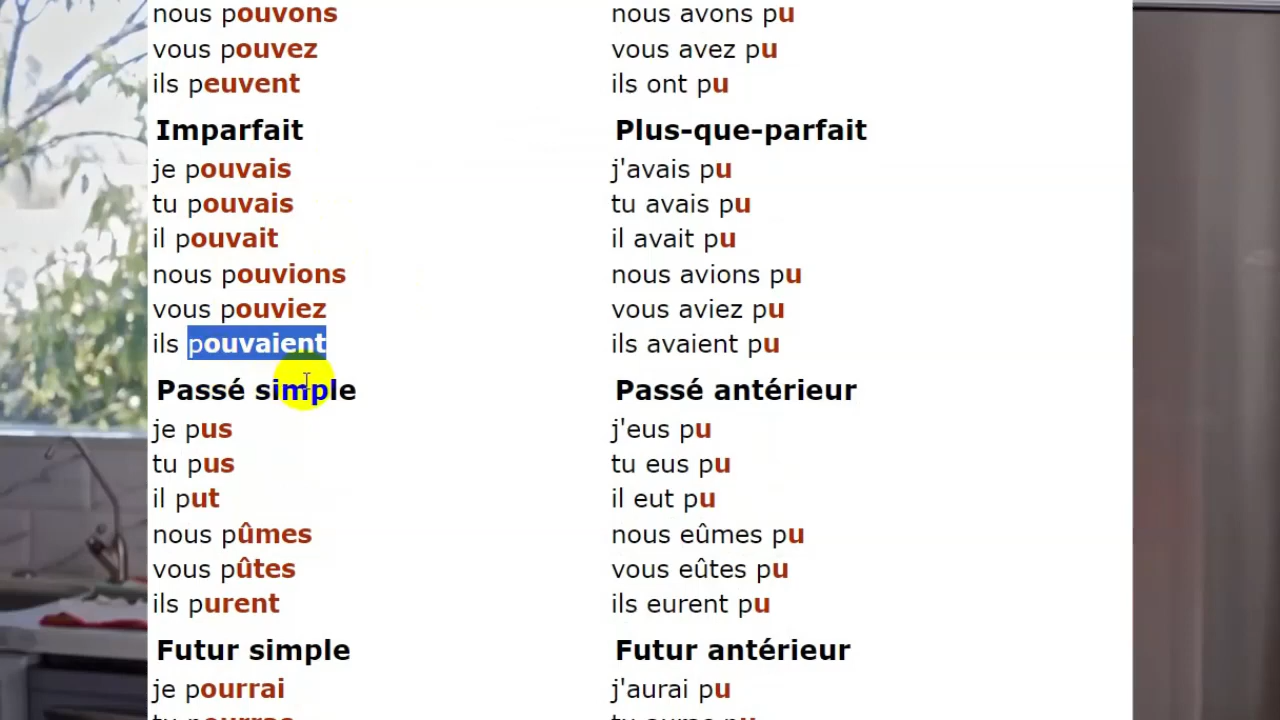 nous pouvons
vous pouvez
ils peuvent
Imparfait
je pouvais
tu pouvais
il pouvait
nous pouvions
vous pouviez
ils pouvaient
Passé simple
je pus
tu pus
il put
nous pûmes
vous pûtes
ils purent
Futur simple
je pourrai
nous avons pu
vous avez pu
ils ont pu
Plus-que-parfait
j'avais pu
tu avais pu
il avait pu
nous avions pu
vous aviez pu
ils avaient pu
Passé antérieur
j'eus pu
tu eus pu
il eut pu
nous eûmes pu
vous eûtes pu
ils eurent pu
Futur antérieur
j'aurai pu